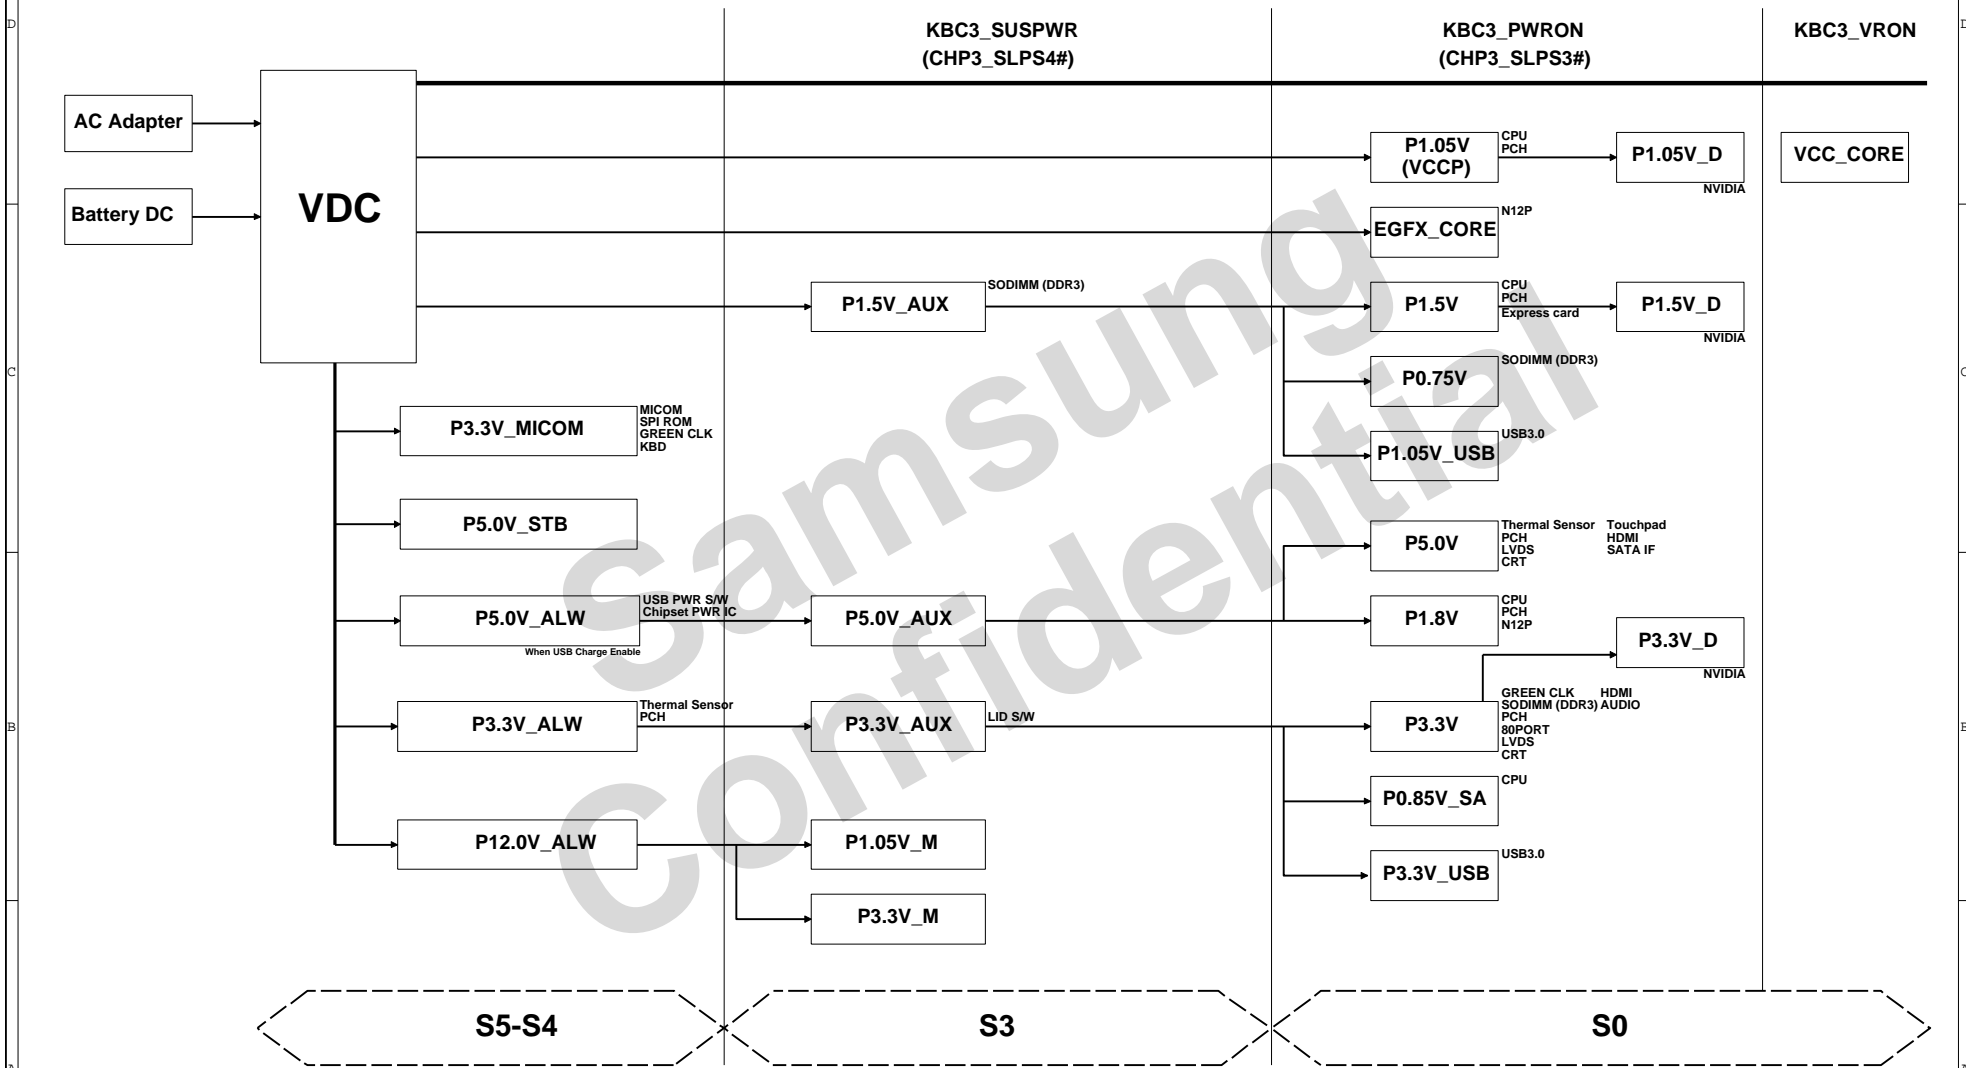 KBC3_SUSPWR
(CHP3_SLPS4#)
KBC3_PWRON
(CHP3_SLPS3#)
KBC3_VRON
D
D
AC Adapter
Battery DC
VDC
P1.05V
(VCCP)
CPU
PCH
P1.05V_D
NVIDIA
VCC_CORE
EGFX_CORE
N12P
P1.5V_AUX
SODIMM (DDR3)
P1.5V
CPU
PCH
Express card
P1.5V_D
NVIDIA
C
C
P0.75V
SODIMM (DDR3)
P3.3V_MICOM
MICOM
SPI ROM
GREEN CLK
KBD
P1.05V_USB
USB3.0
P5.0V_STB
P5.0V
Thermal Sensor
PCH
LVDS
CRT
Touchpad
HDMI
SATA IF
P5.0V_ALW
USB PWR S/W
Chipset PWR IC
When USB Charge Enable
P5.0V_AUX
P1.8V
CPU
PCH
N12P
P3.3V_D
NVIDIA
B
B
P3.3V_ALW
Thermal Sensor
PCH
P3.3V_AUX
LID S/W
P3.3V
GREEN CLK HDMI
SODIMM (DDR3) AUDIO
PCH
80PORT
LVDS
CRT
P0.85V_SA
CPU
P12.0V_ALW
P1.05V_M
P3.3V_USB
USB3.0
P3.3V_M
S5-S4
S3
S0
A
A
Samsung
Confidential